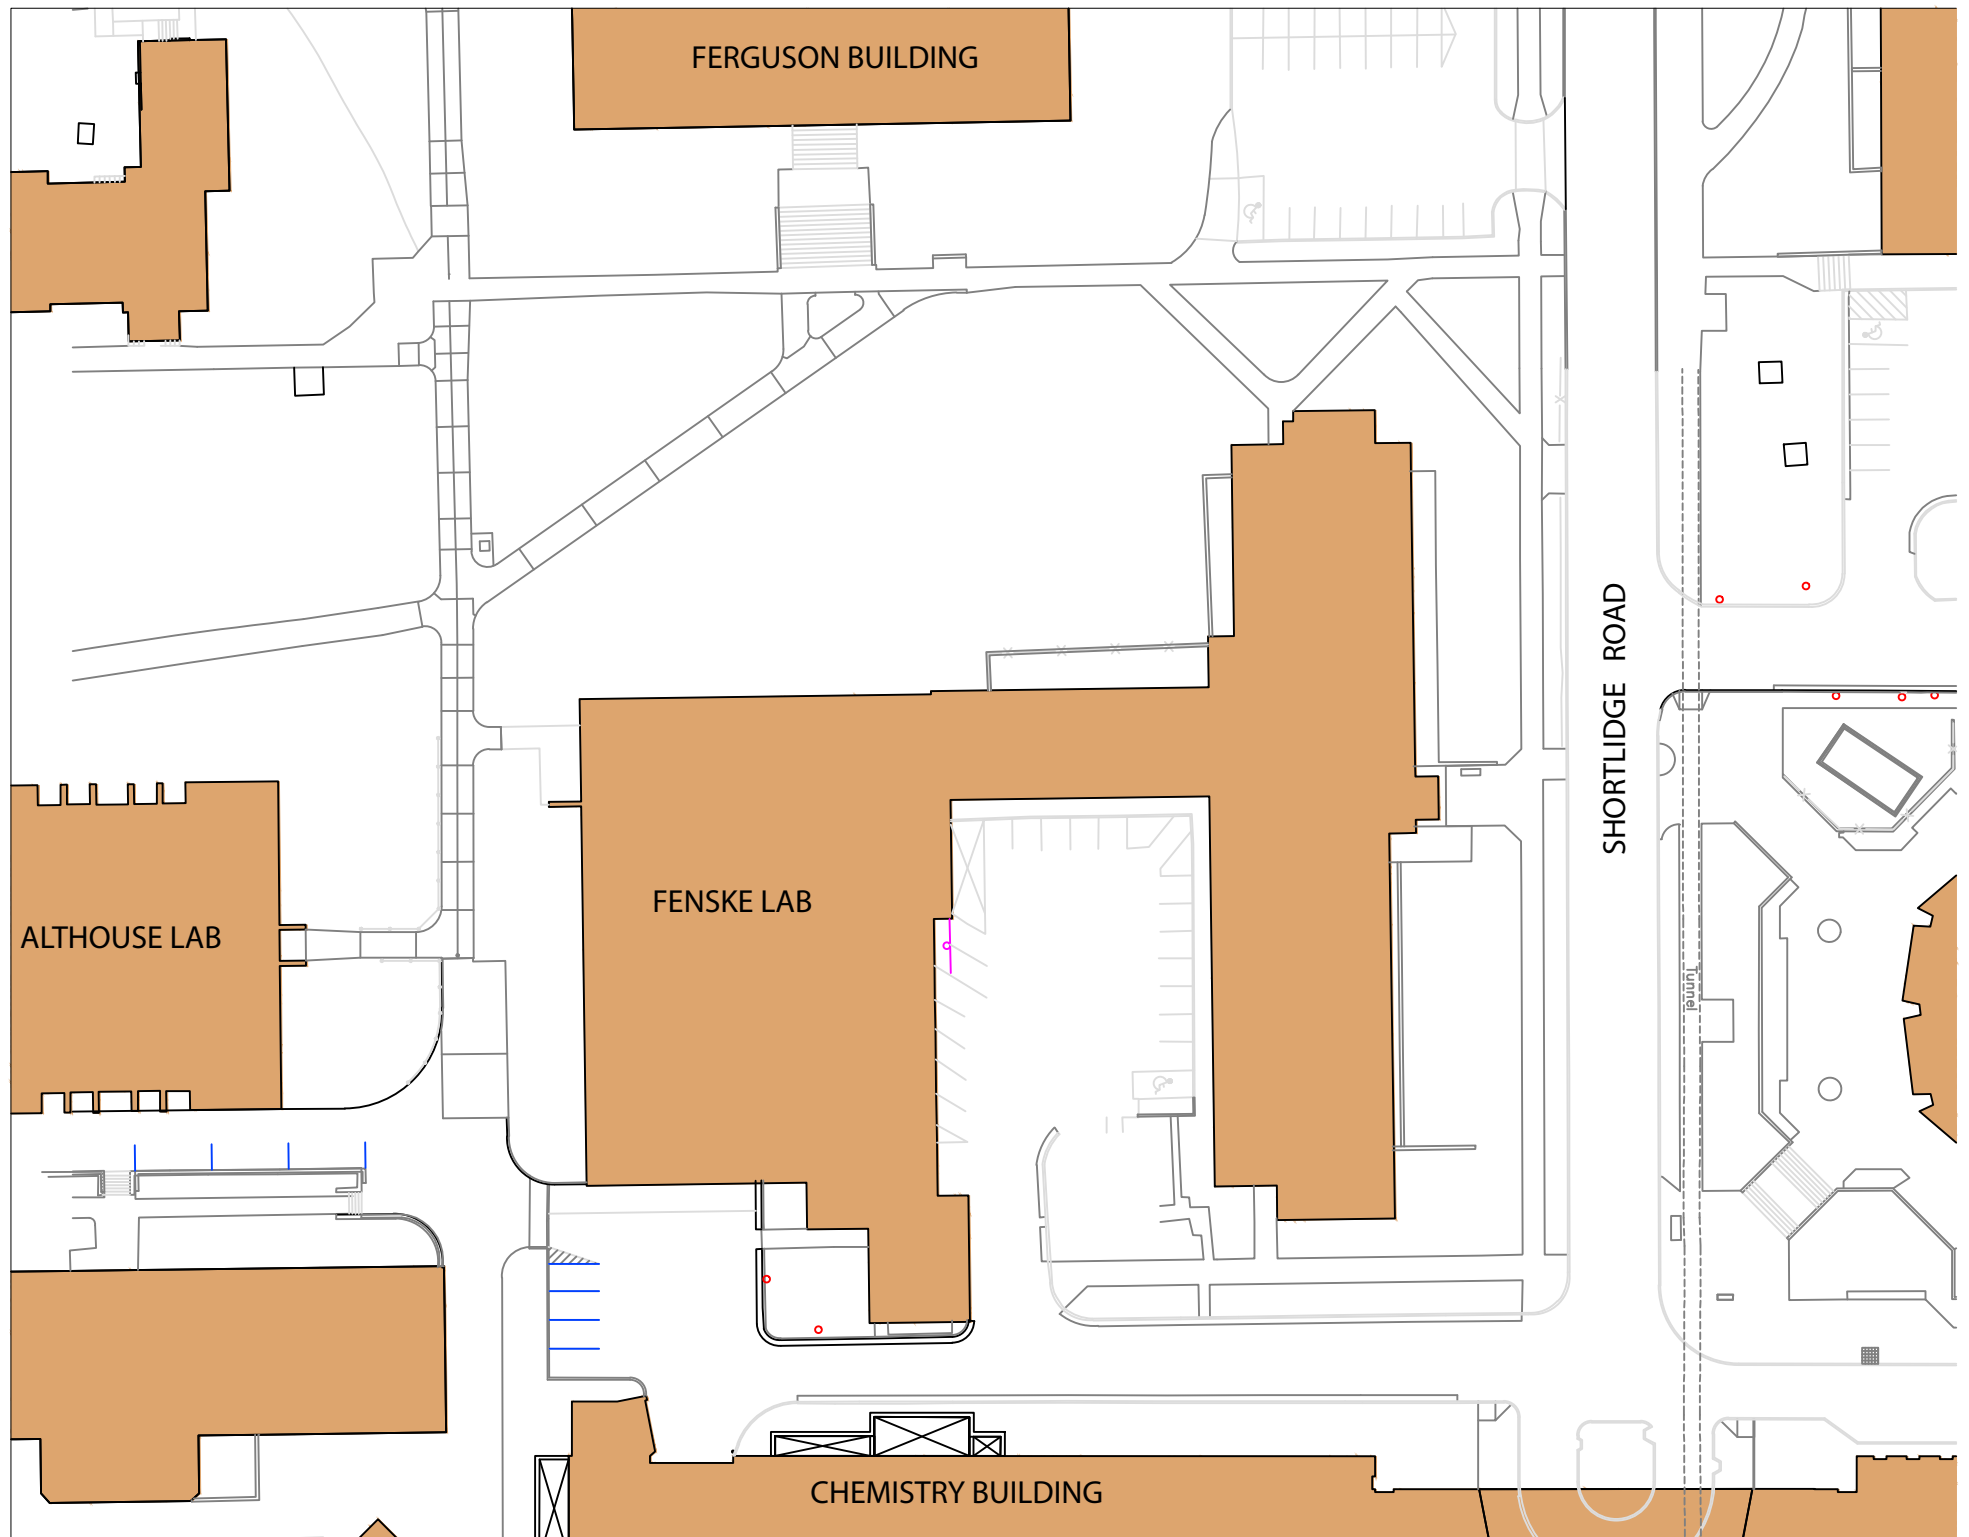 FERGUSON BUILDING
SHORTLIDGE ROAD
FENSKE LAB
ALTHOUSE LAB
Tunnel
CHEMISTRY BUILDING